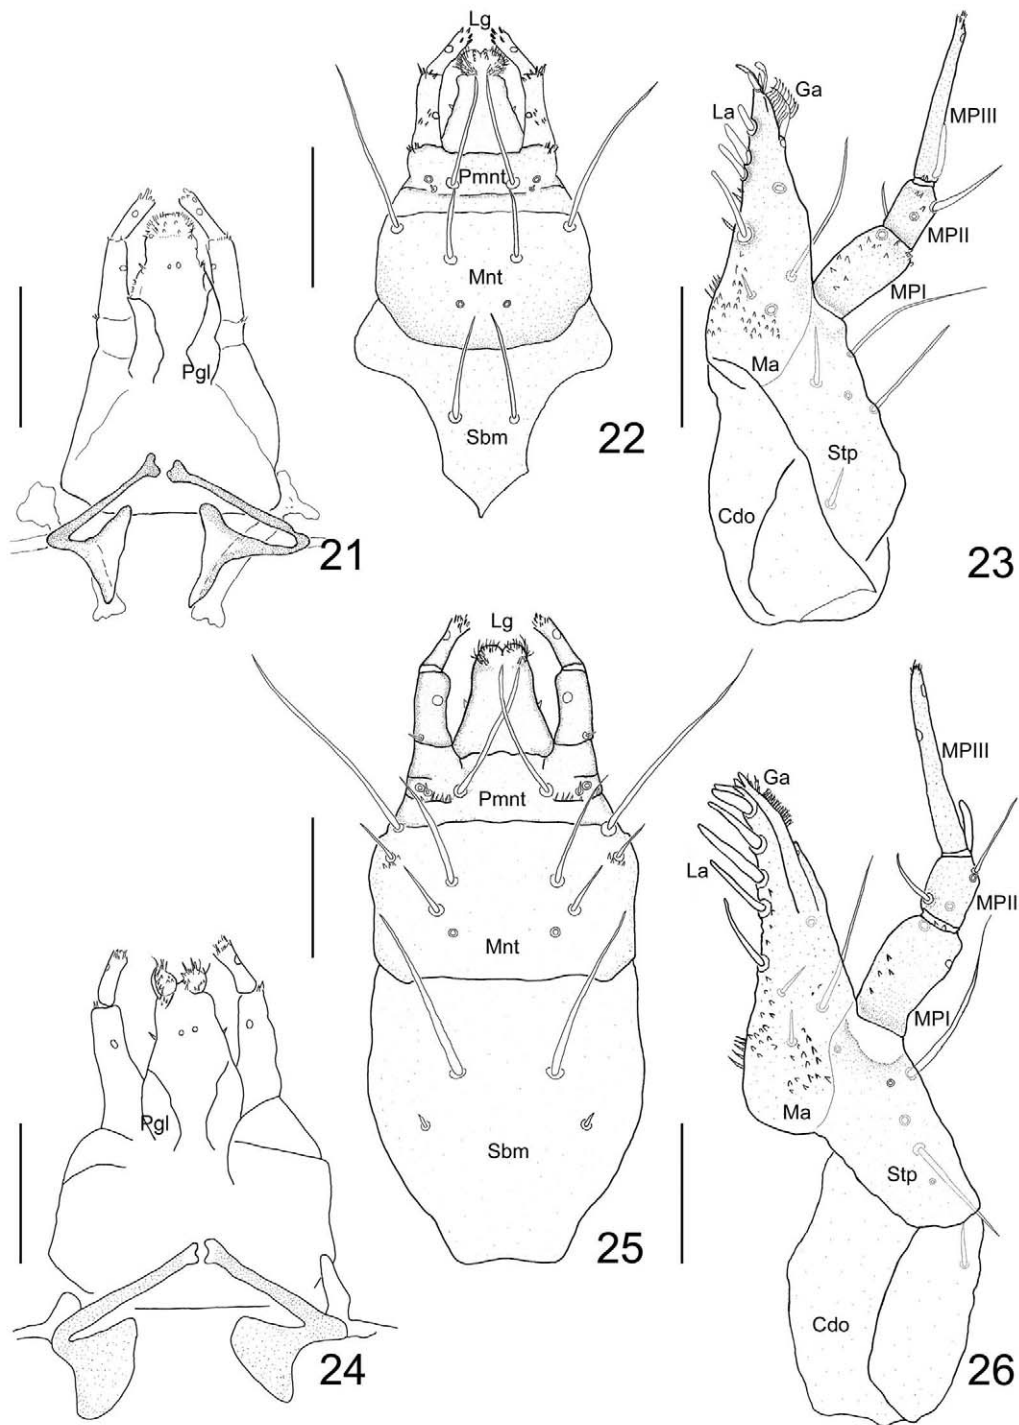 Lg
Ga
La
MPIII
Pmnt
MPII
Mnt
MPI
Pgl
Ma
Sbm
22
Stp
Cdo
21
23
Lg
MPIII
Ga
Pmnt
La
MPII
Mnt
MPI
Pgl
Ma
Sbm
Stp
25
Cdo
24
26